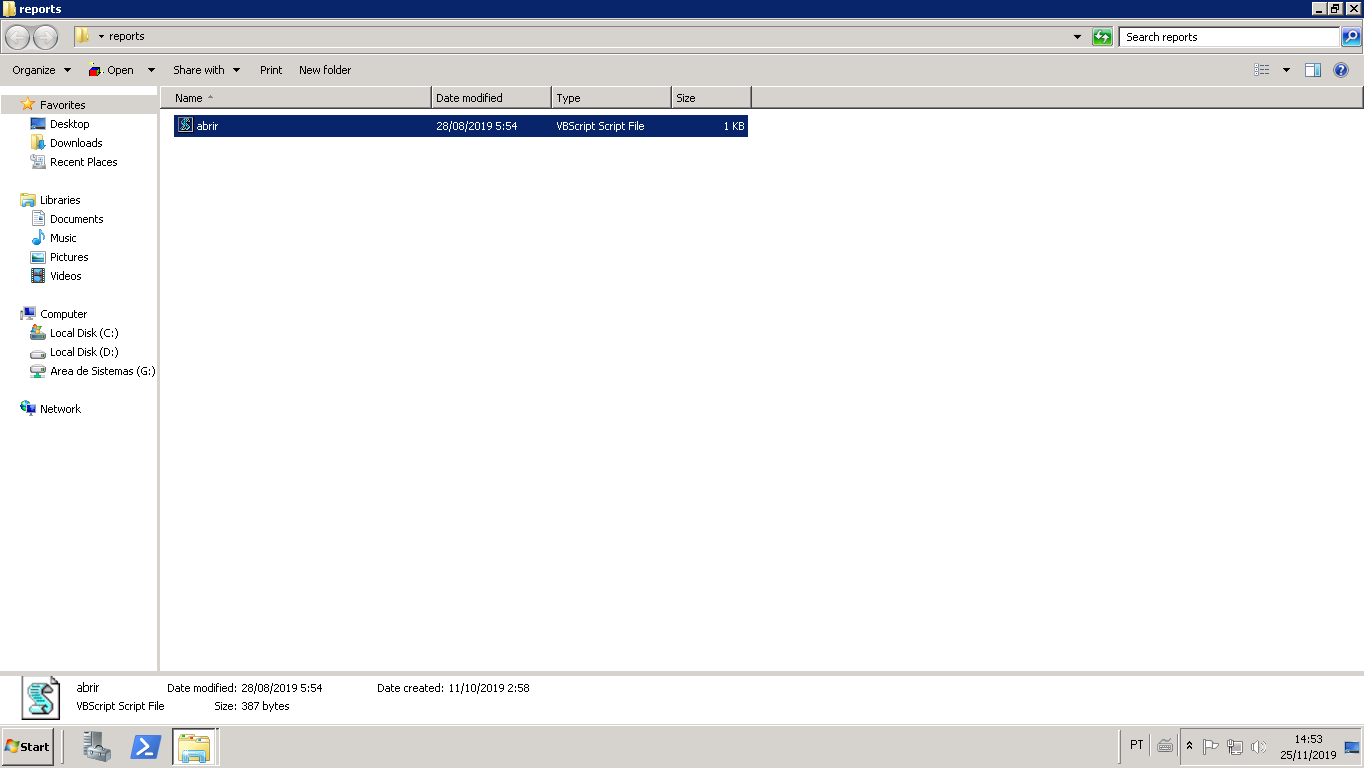 reports
reports
Search reports
Organize Open Share with Print New folder
Name Date modified Type Size
abrir 28/08/2019 5:54 VBScript Script File 1 KB
Favorites
Desktop
Downloads
Recent Places
Libraries
Documents
Music
Pictures
Videos
Computer
Local Disk (C:)
Local Disk (D:)
Area de Sistemas (G:)
Network
abrir Date modified: 28/08/2019 5:54 Date created: 11/10/2019 2:58
VBScript Script File Size: 387 bytes
Start
PT
14:53
25/11/2019